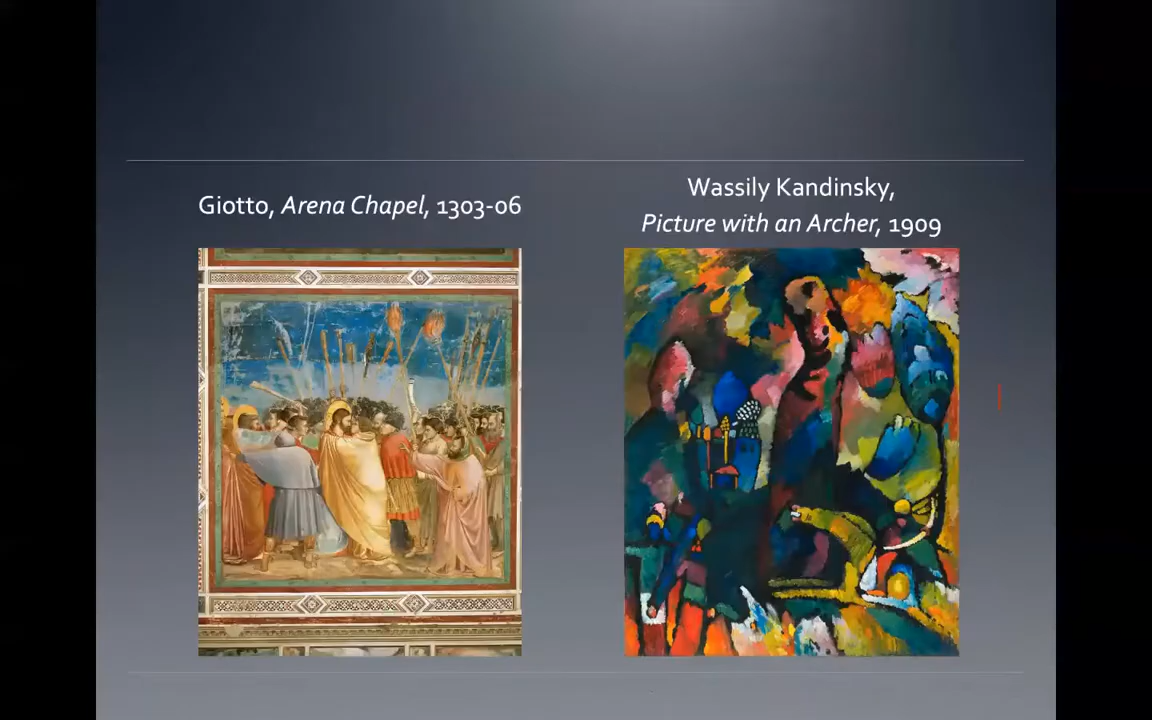 Giotto, Arena Chapel, 1303-06
Wassily Kandinsky,
Picture with an Archer, 1909